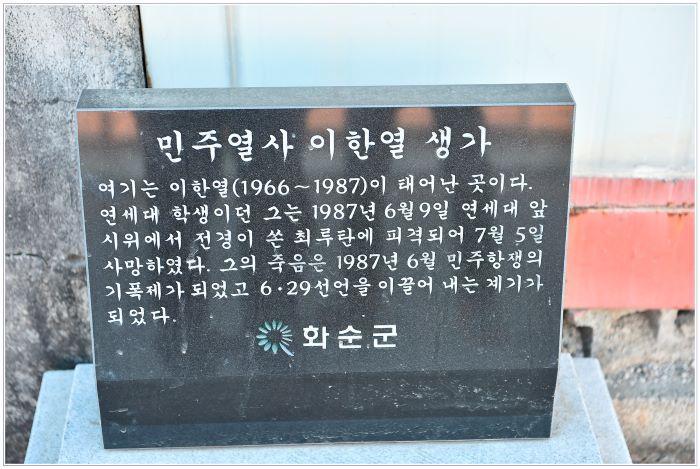 민주열사 이한열 생가
여기는 이한열(1966~1987)이 태어난 곳이다.
연세대 학생이던 그는 1987년 6월9일 연세대 앞
시위에서 전경이 쏜 최루탄에 피격되어 7월 5일
사망하였다. 그의 죽음은 1987년 6월 민주항쟁의
기폭제가 되었고 6·29선언을 이끌어 내는 계기가
되었다.
화순군